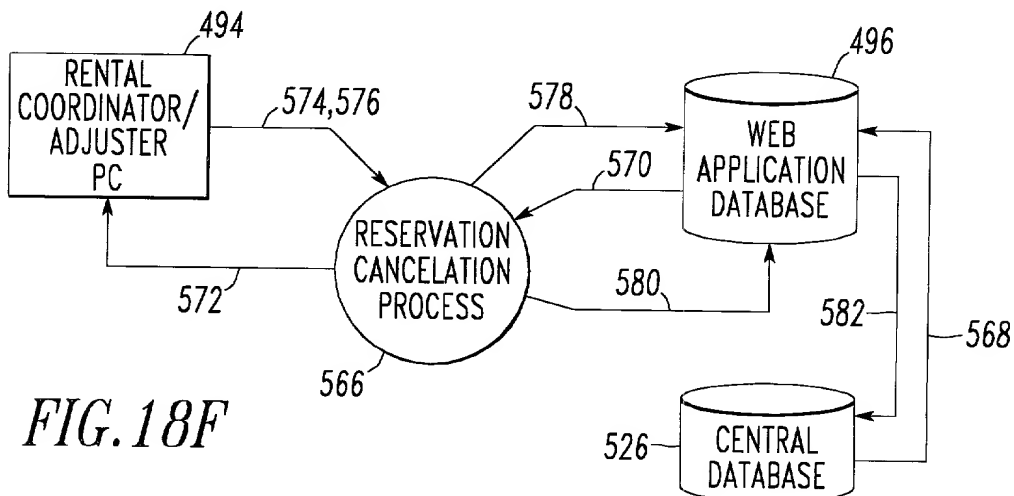 494
RENTAL
COORDINATOR/
ADJUSTER
PC
574,576
578
496
WEB
APPLICATION
DATABASE
570
RESERVATION
CANCELATION
PROCESS
572
580
582
568
566
FIG.18F
526
CENTRAL
DATABASE